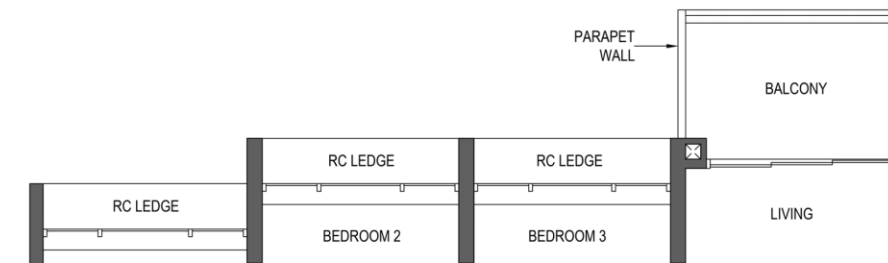 PARAPET
WALL
BALCONY
RC LEDGE
RC LEDGE
RC LEDGE
LIVING
BEDROOM 2
BEDROOM 3